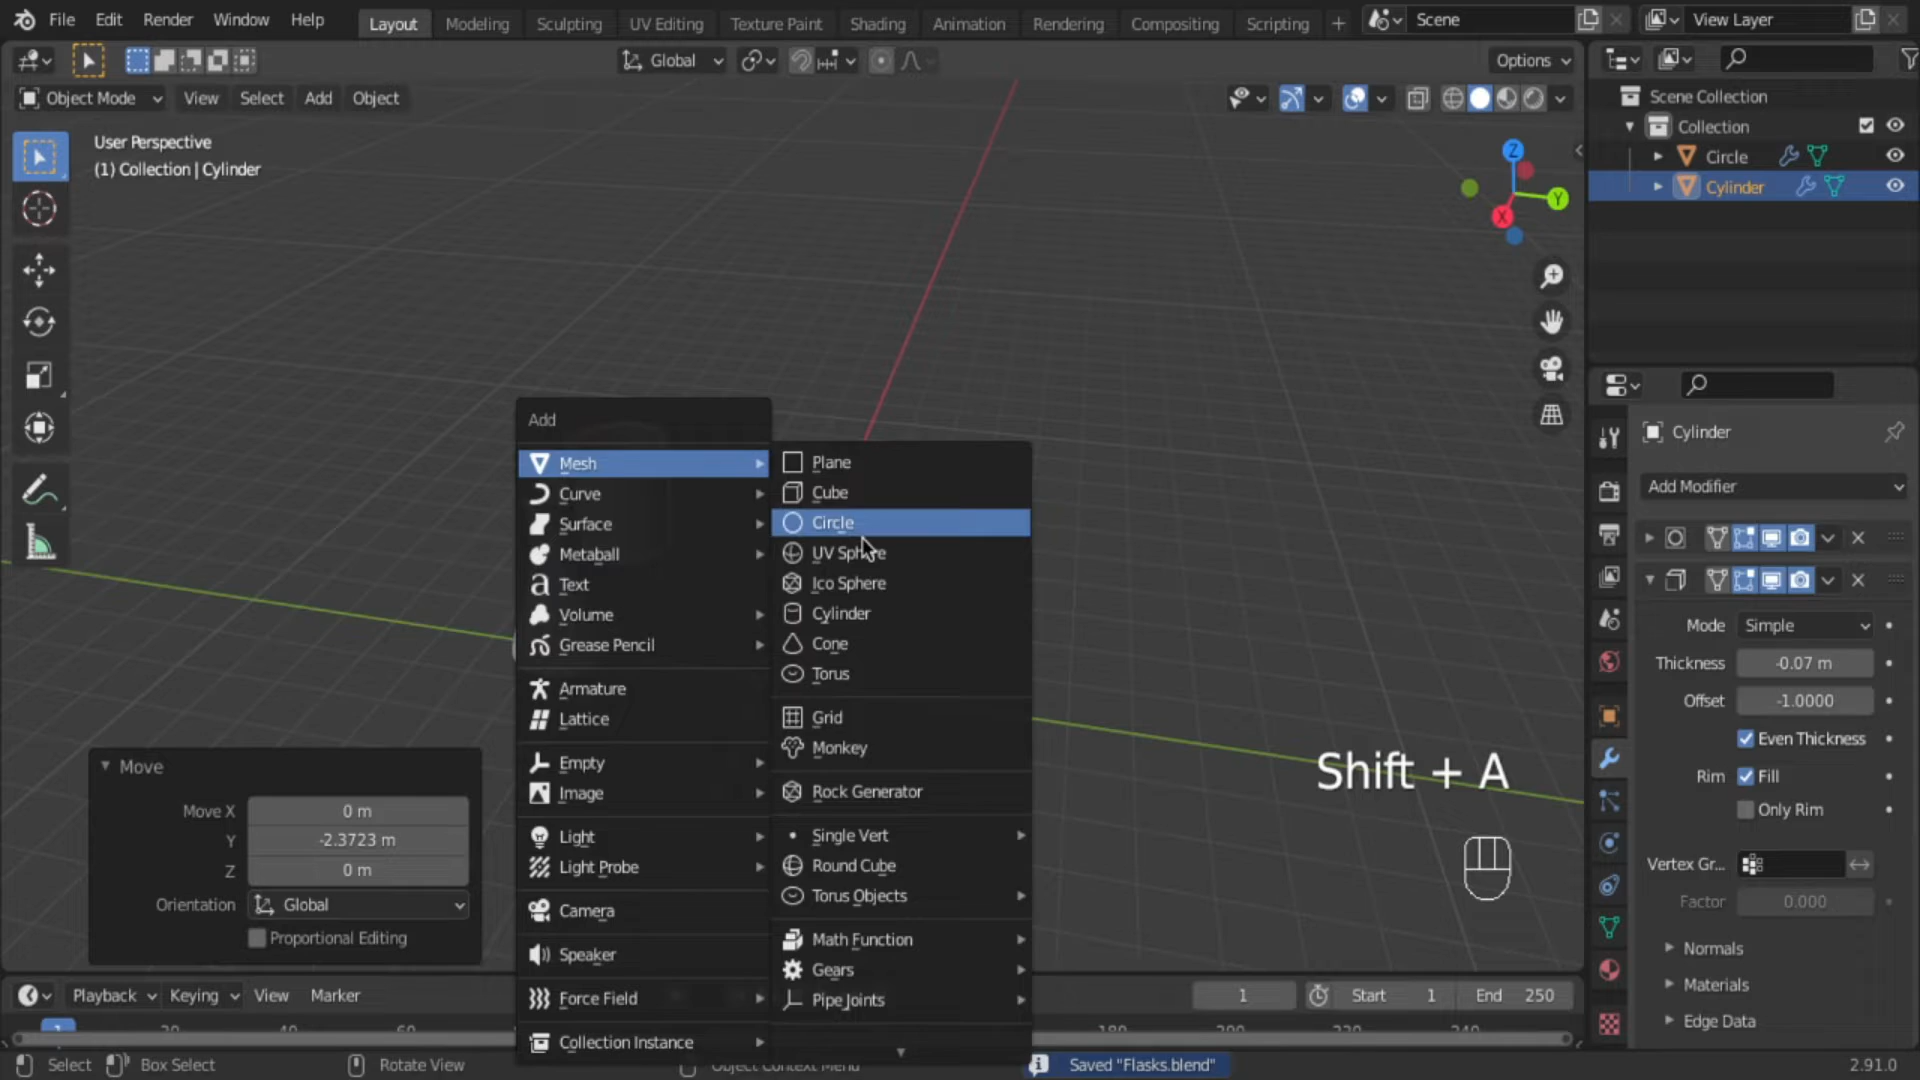 File Edit Render Window Help Layout Modeling Sculpting UV Editing Texture Paint Shading Animation Rendering Compositing Scripting + Scene View Layer
Global Options
Object Mode View Select Add Object
User Perspective
(1) Collection | Cylinder
Z
Y
X
Scene Collection
Collection
Circle
Cylinder
Add
Mesh
Curve
Surface
Metaball
Text
Volume
Grease Pencil
Armature
Lattice
Empty
Image
Light
Light Probe
Camera
Speaker
Force Field
Collection Instance
Plane
Cube
Circle
UV Sphere
Ico Sphere
Cylinder
Cone
Torus
Grid
Monkey
Rock Generator
Single Vert
Round Cube
Torus Objects
Math Function
Gears
Pipe Joints
Shift + A
Move
Move X 0 m
Y -2.3723 m
Z 0 m
Orientation Global
Proportional Editing
Cylinder
Add Modifier
Mode Simple
Thickness -0.07 m
Offset -1.0000
Even Thickness
Rim Fill
Only Rim
Vertex Gr...
Factor 0.000
Normals
Materials
Edge Data
Playback Keying View Marker 1 Start 1 End 250
1
Select Box Select Rotate View Object Context Menu Saved "Flasks.blend" 2.91.0